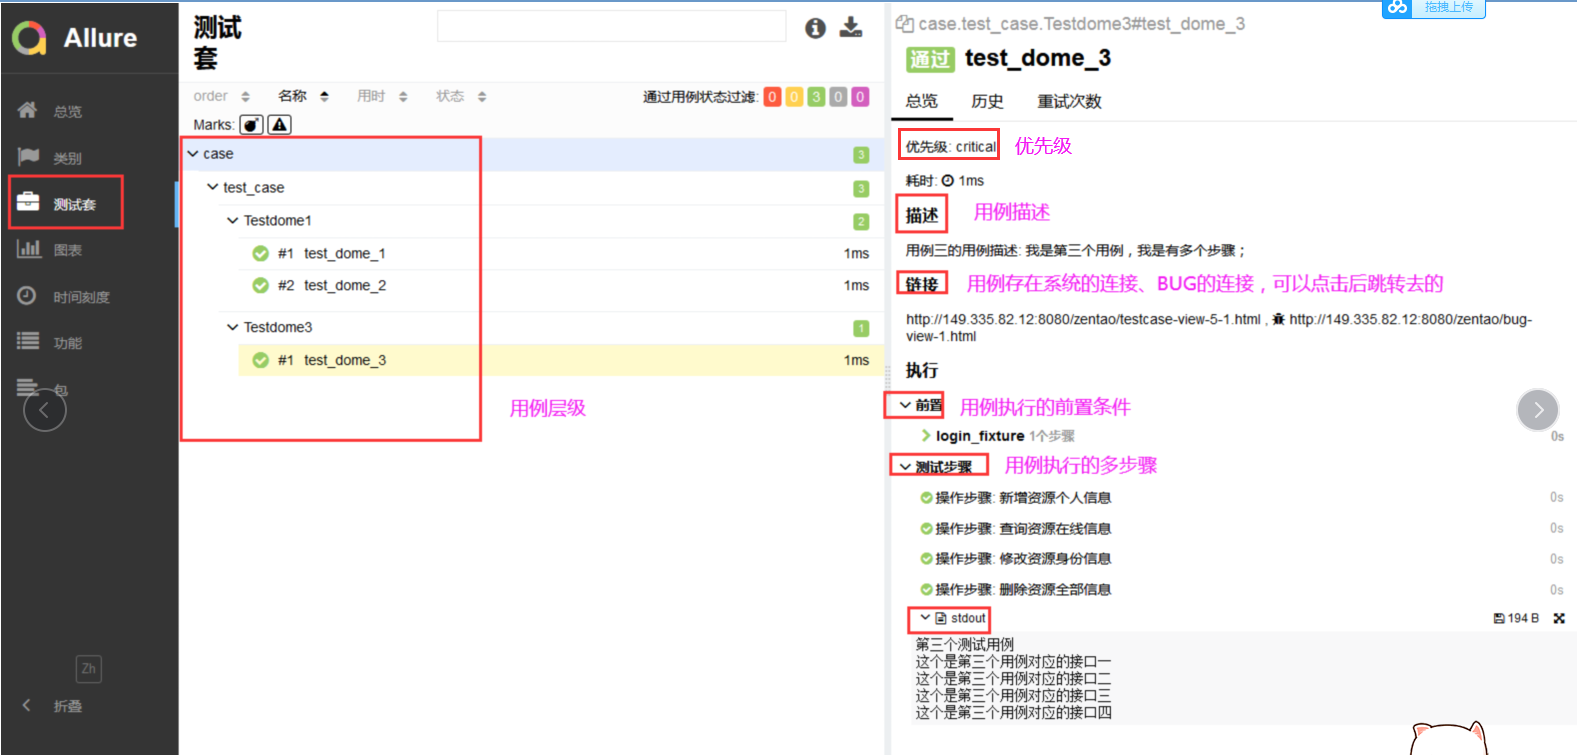 拖拽上传
Allure
总览
类别
测试套
图表
时间刻度
功能
包
Zh
折叠
测试
套
order 名称 用时 状态 通过用例状态过滤: 0 0 3 0 0
Marks:
case 3
test_case 3
Testdome1 2
#1 test_dome_1 1ms
#2 test_dome_2 1ms
Testdome3 1
#1 test_dome_3 1ms
用例层级
case.test_case.Testdome3#test_dome_3
通过 test_dome_3
总览 历史 重试次数
优先级: critical 优先级
耗时: 1ms
描述 用例描述
用例三的用例描述: 我是第三个用例，我是有多个步骤；
链接 用例存在系统的连接、BUG的连接，可以点击后跳转去的
http://149.335.82.12:8080/zentao/testcase-view-5-1.html , http://149.335.82.12:8080/zentao/bug-
view-1.html
执行
前置 用例执行的前置条件
login_fixture 1个步骤 0s
测试步骤 用例执行的多步骤
操作步骤: 新增资源个人信息 0s
操作步骤: 查询资源在线信息 0s
操作步骤: 修改资源身份信息 0s
操作步骤: 删除资源全部信息 0s
stdout 194 B
第三个测试用例
这个是第三个用例对应的接口一
这个是第三个用例对应的接口二
这个是第三个用例对应的接口三
这个是第三个用例对应的接口四